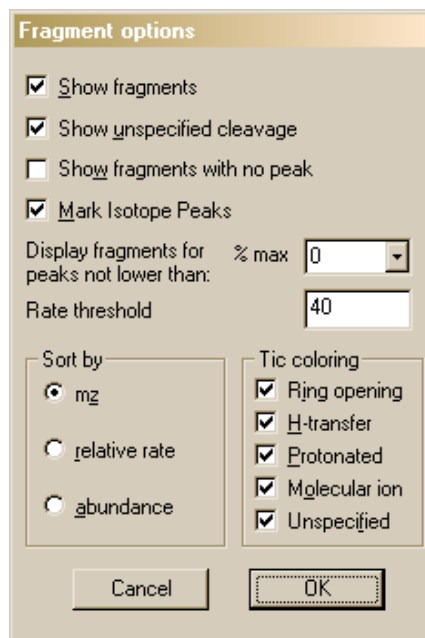 Fragment options
Show fragments
Show unspecified cleavage
Show fragments with no peak
Mark Isotope Peaks
Display fragments for
peaks not lower than:
% max
0
Rate threshold
40
Sort by
mz
relative rate
abundance
Tic coloring
Ring opening
H-transfer
Protonated
Molecular ion
Unspecified
Cancel
OK